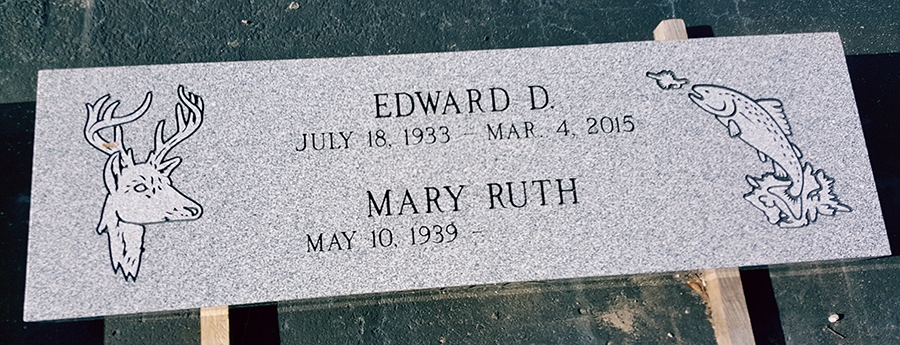 EDWARD D.
JULY 18, 1933 – MAR. 4, 2015
MARY RUTH
MAY 10, 1939 –